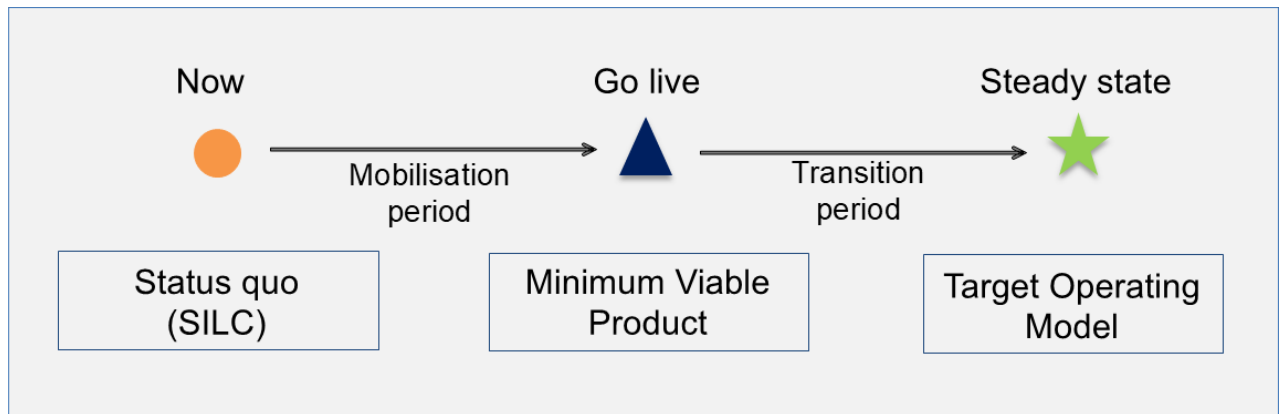 Now
Go live
Steady state
Mobilisation
period
Transition
period
Status quo
(SILC)
Minimum Viable
Product
Target Operating
Model